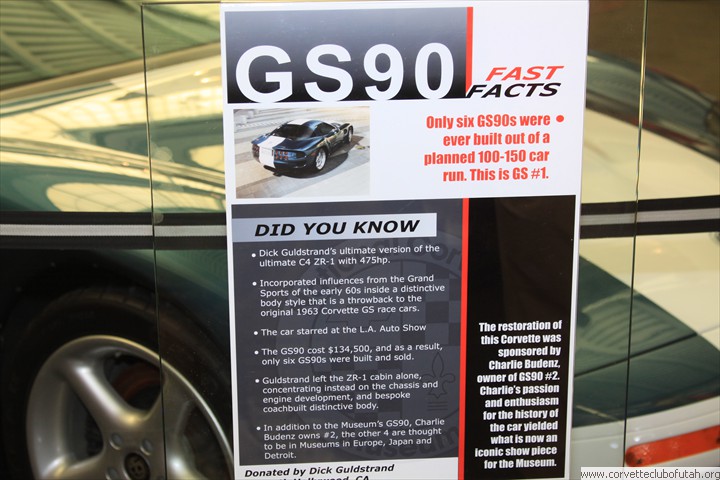 GS90
FAST
FACTS
Only six GS90s were •
ever built out of a
planned 100-150 car
run. This is GS #1.
DID YOU KNOW
• Dick Guldstrand's ultimate version of the
ultimate C4 ZR-1 with 475hp.
• Incorporated influences from the Grand
Sports of the early 60s inside a distinctive
body style that is a throwback to the
original 1963 Corvette GS race cars.
• The car starred at the L.A. Auto Show
• The GS90 cost $134,500, and as a result,
only six GS90s were built and sold.
• Guldstrand left the ZR-1 cabin alone,
concentrating instead on the chassis and
engine development, and bespoke
coachbuilt distinctive body.
• In addition to the Museum's GS90, Charlie
Budenz owns #2, the other 4 are thought
to be in Museums in Europe, Japan and
Detroit.
The restoration of
this Corvette was
sponsored by
Charlie Budenz,
owner of GS90 #2.
Charlie's passion
and enthusiasm
for the history of
the car yielded
what is now an
iconic show piece
for the Museum.
Donated by Dick Guldstrand
CA
www.corvetteclubofutah.org